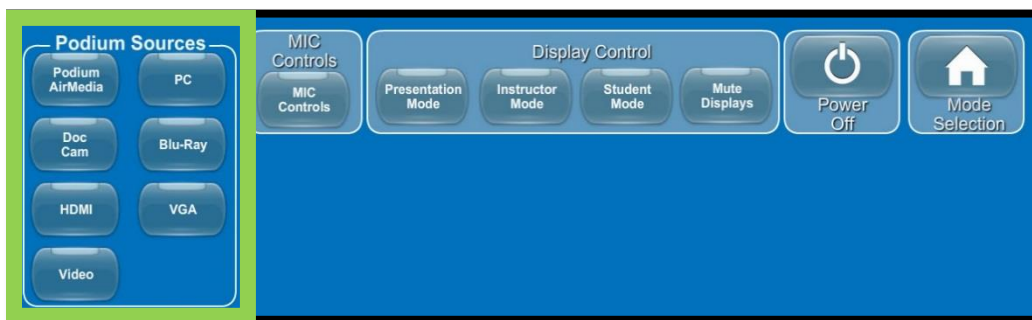 Podium Sources
Podium
AirMedia
PC
Doc
Cam
Blu-Ray
HDMI
VGA
Video
MIC
Controls
MIC
Controls
Display Control
Presentation
Mode
Instructor
Mode
Student
Mode
Mute
Displays
Power
Off
Mode
Selection